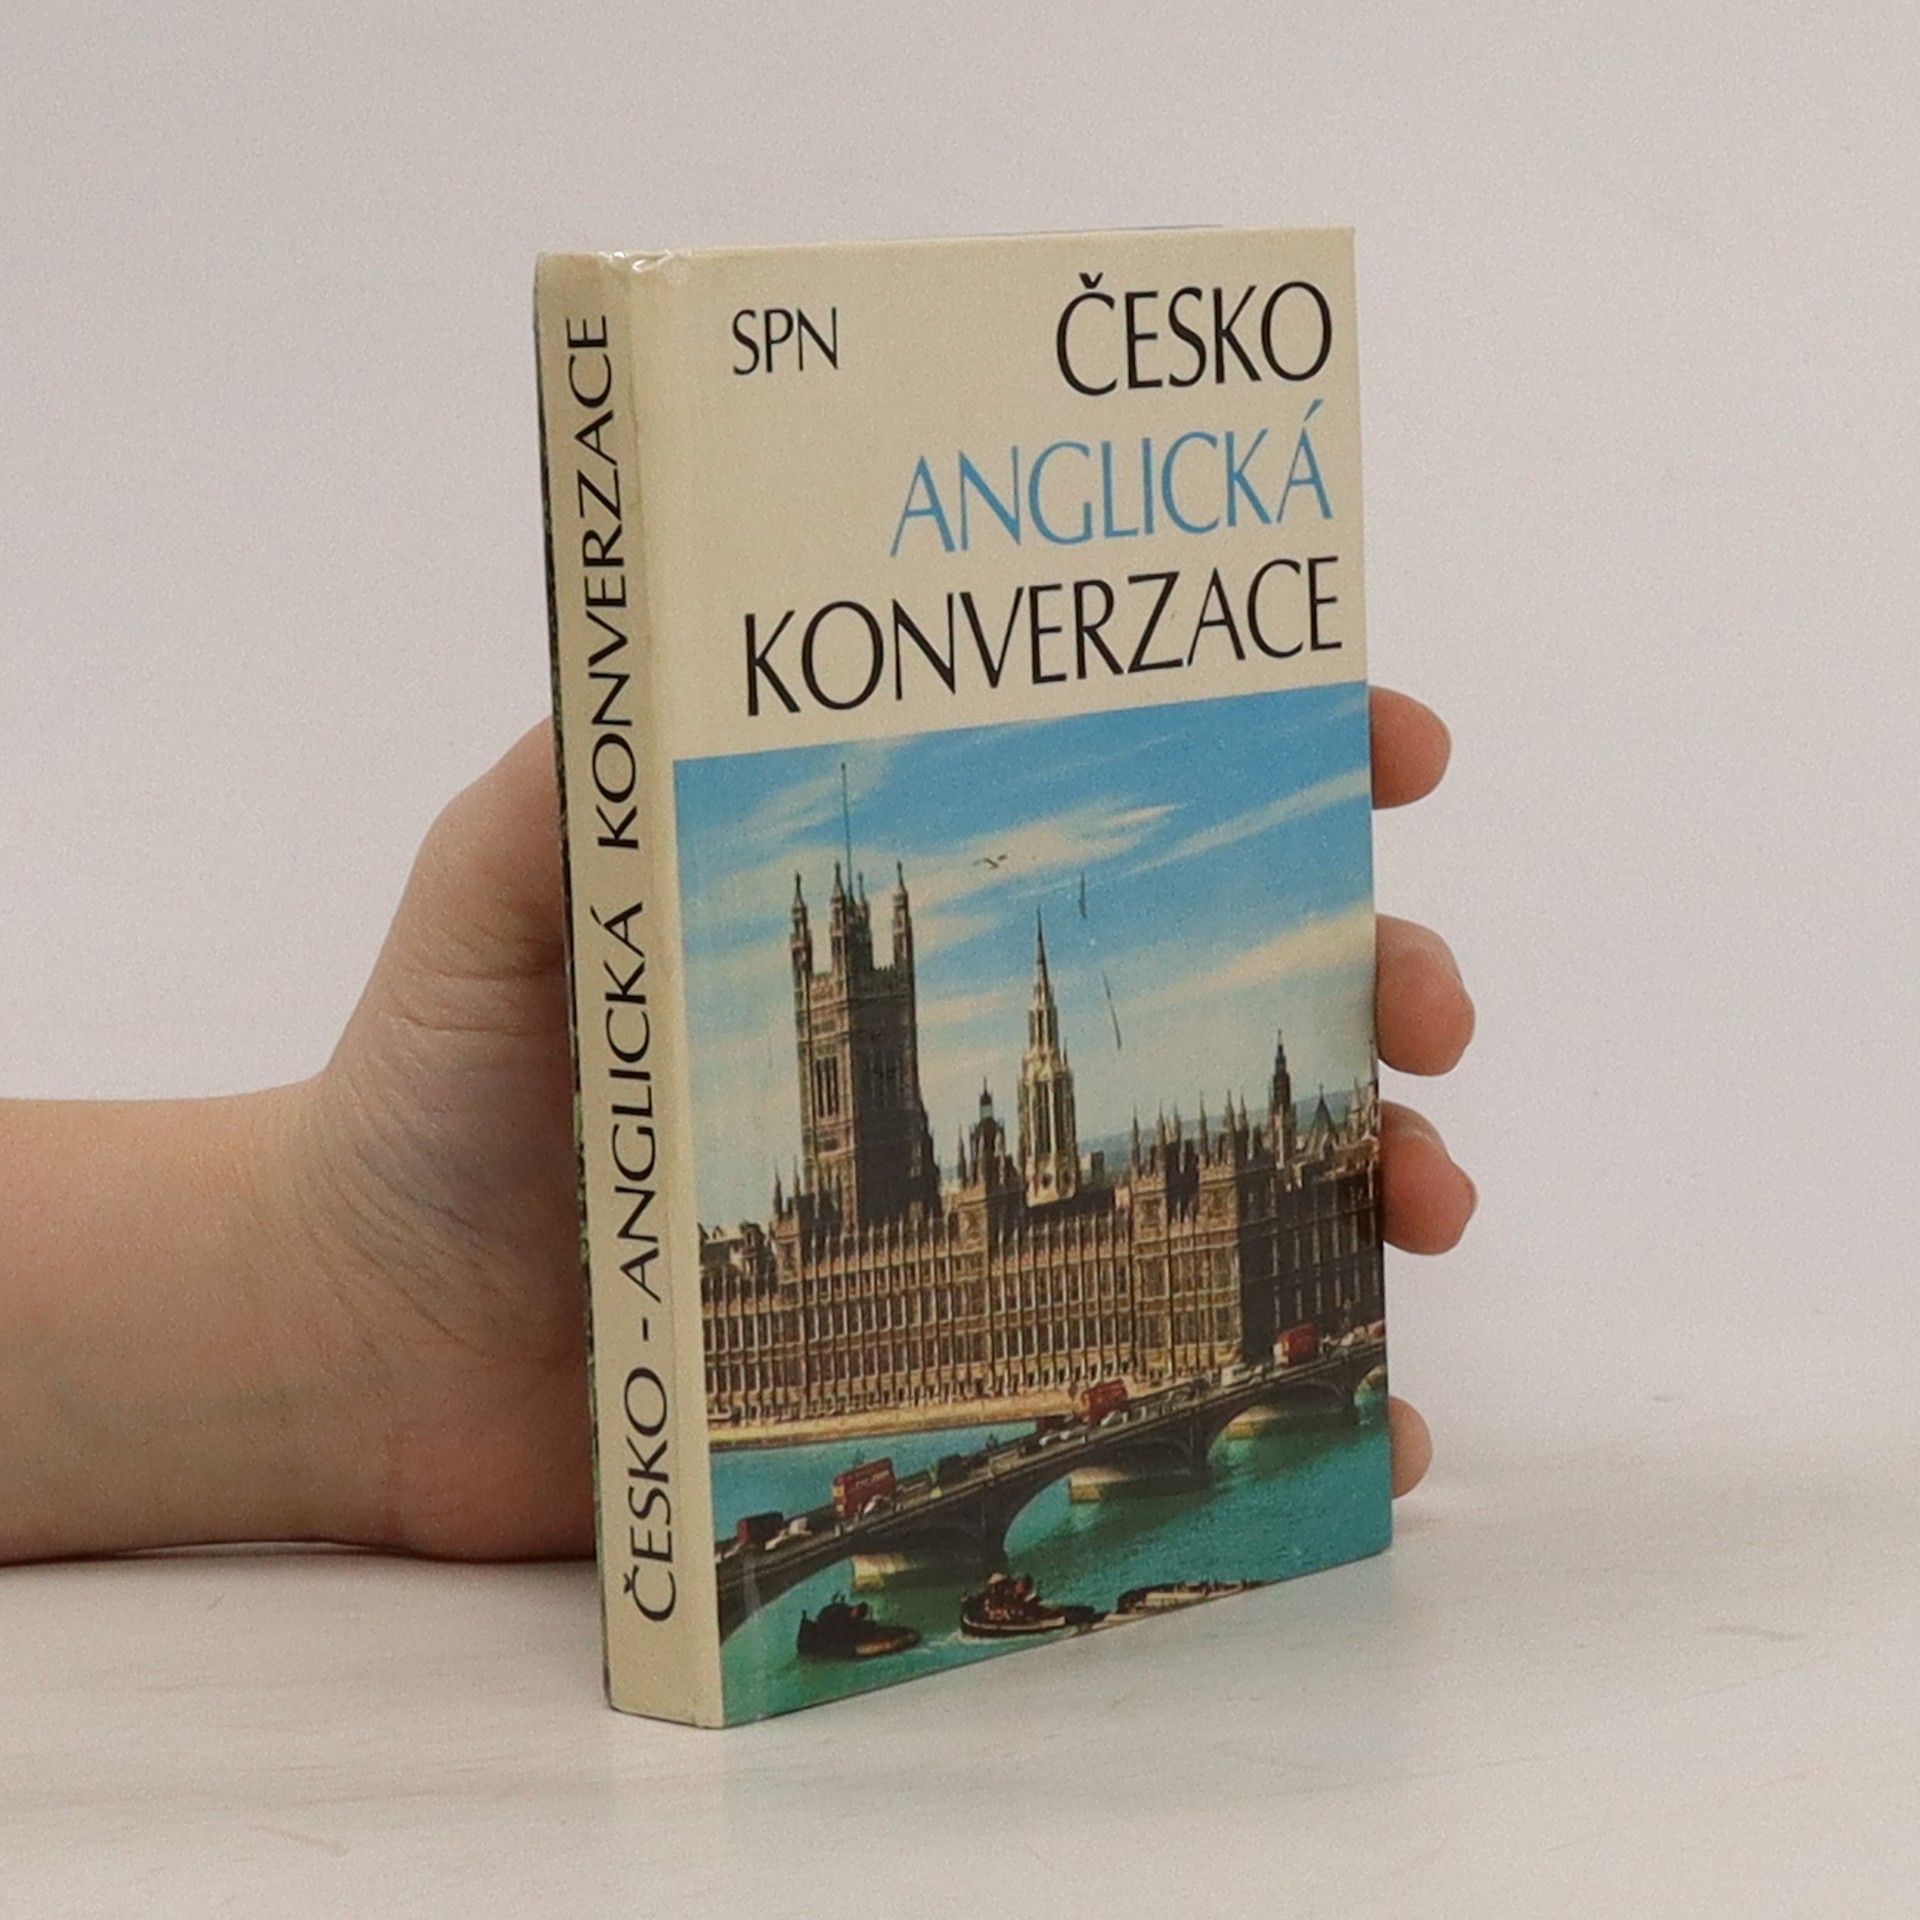 SPN
ČESKO
ANGLICKÁ
KONVERZACE
ČESKO - ANGLICKÁ KONVERZACE